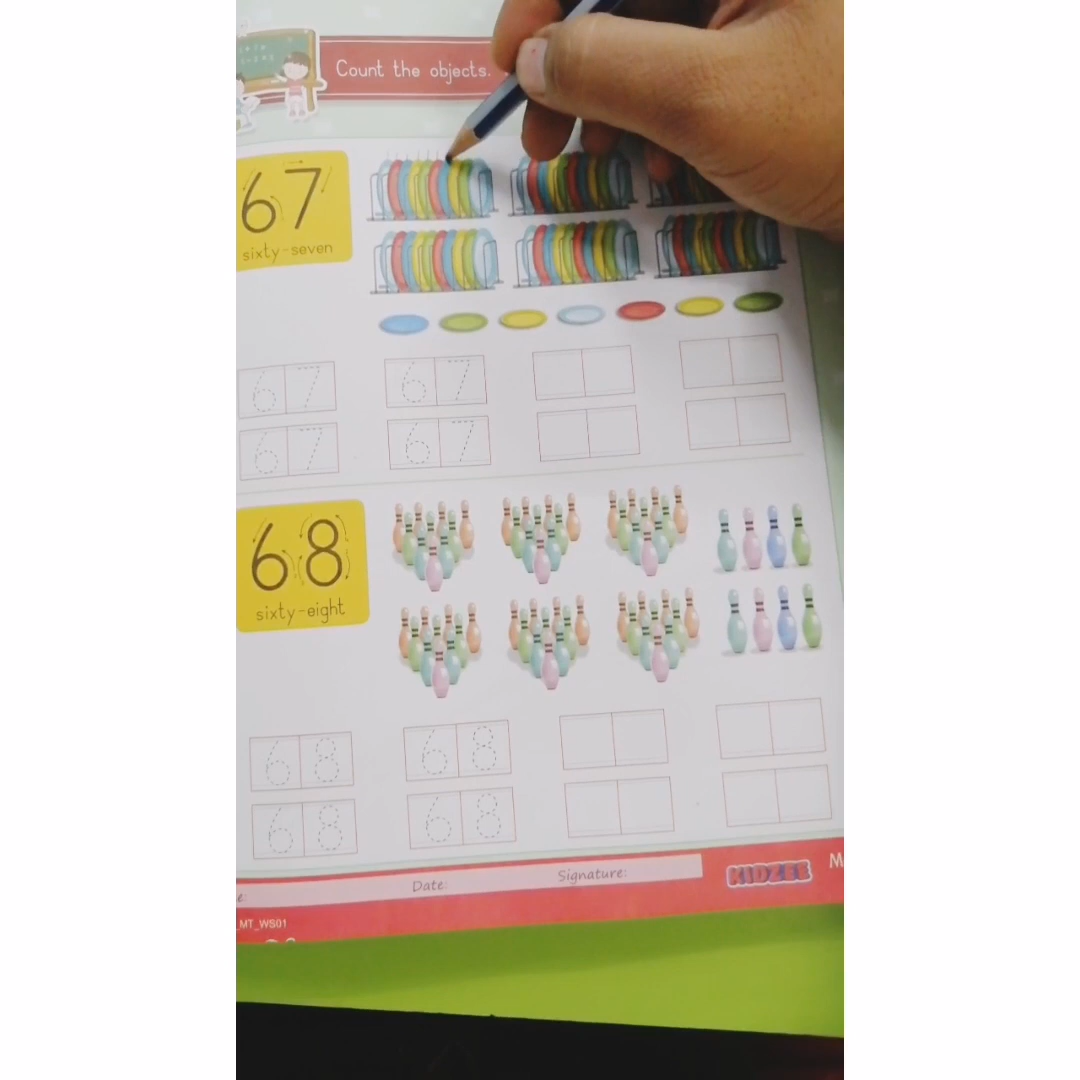 Count the objects.
67
sixty-seven
67 67
67 67
68
sixty-eight
68 68
68 68
Date: Signature: KIDZEE M
_MT_WS01